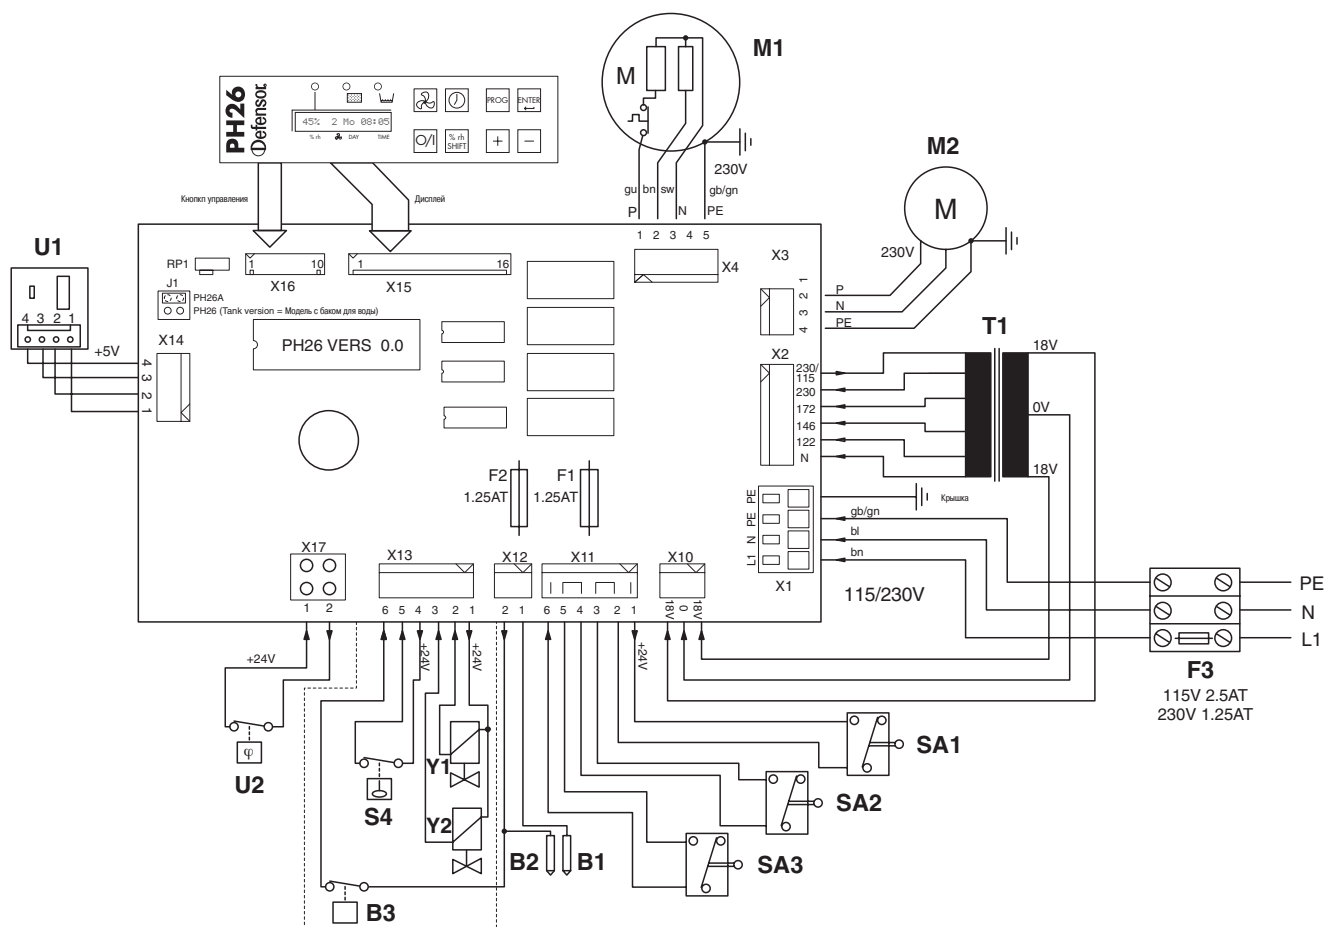 M1
M
PH26
Defensor
45% 2 Mo 08:05
% rh DAY TIME
PROG
ENTER
O/I
% rh
SHIFT
+
−
230V
gu bn sw gb/gn
P N PE
1 2 3 4 5
X4
M2
M
230V
P
N
PE
X3
1
2
3
4
Кнопкп управления
Дисплей
U1
4 3 2 1
+5V
RP1
1 10
X16
1 16
X15
J1
PH26A
PH26 (Tank version = Модель с баком для воды)
X14
4
3
2
1
PH26 VERS 0.0
T1
18V
0V
18V
X2
230/
115
230
172
146
122
N
F2
1.25AT
F1
1.25AT
PE
PE
N
L1
X1
Крышка
gb/gn
bl
bn
115/230V
PE
N
L1
F3
115V 2.5AT
230V 1.25AT
X17
1 2
X13
6 5 4 3 2 1
X12
2 1
X11
6 5 4 3 2 1
X10
18V 0 18V
+24V
+24V
+24V
+24V
φ
U2
S4
Y1
Y2
B3
B2
B1
SA1
SA2
SA3